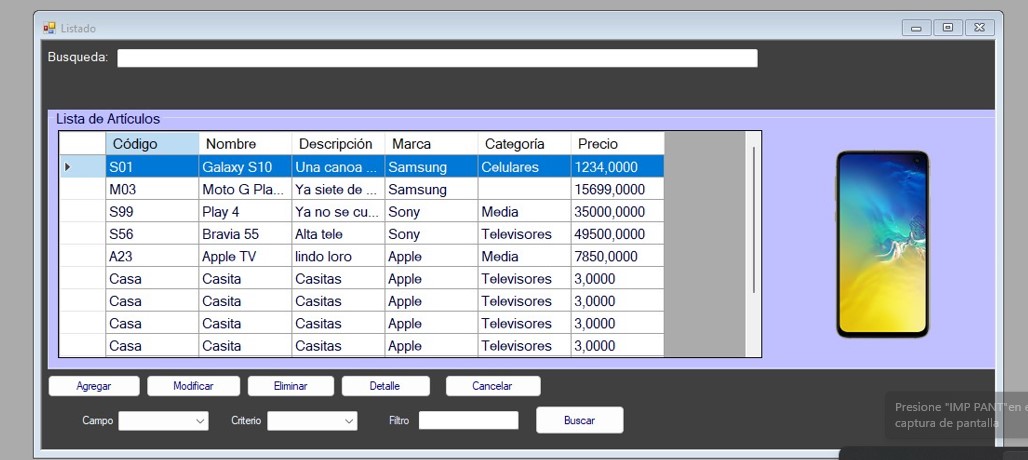 Listado
Busqueda:
Lista de Artículos
Código Nombre Descripción Marca Categoría Precio
S01 Galaxy S10 Una canoa ... Samsung Celulares 1234,0000
M03 Moto G Pla... Ya siete de ... Samsung 15699,0000
S99 Play 4 Ya no se cu... Sony Media 35000,0000
S56 Bravia 55 Alta tele Sony Televisores 49500,0000
A23 Apple TV lindo loro Apple Media 7850,0000
Casa Casita Casitas Apple Televisores 3,0000
Casa Casita Casitas Apple Televisores 3,0000
Casa Casita Casitas Apple Televisores 3,0000
Casa Casita Casitas Apple Televisores 3,0000
Agregar Modificar Eliminar Detalle Cancelar
Campo Criterio Filtro Buscar
Presione "IMP PANT"en e
captura de pantalla